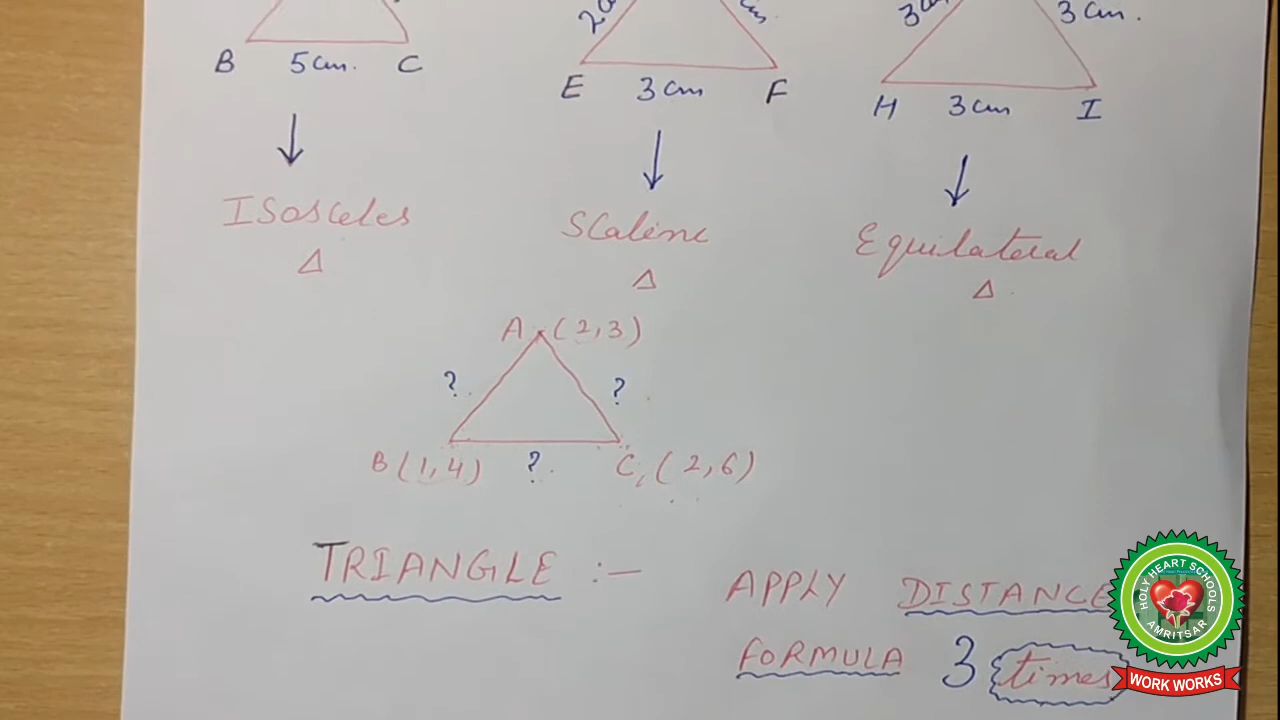 3cm 3cm.
B 5cm. C
E 3cm F
H 3cm I
Isosceles
Δ
Scalene
Δ
Equilateral
Δ
A (2,3)
? ?
B (1,4) ? C, (2,6)
TRIANGLE :-
APPLY DISTANCE
FORMULA 3 times
HOLY HEART SCHOOLS
AMRITSAR
WORK WORKS